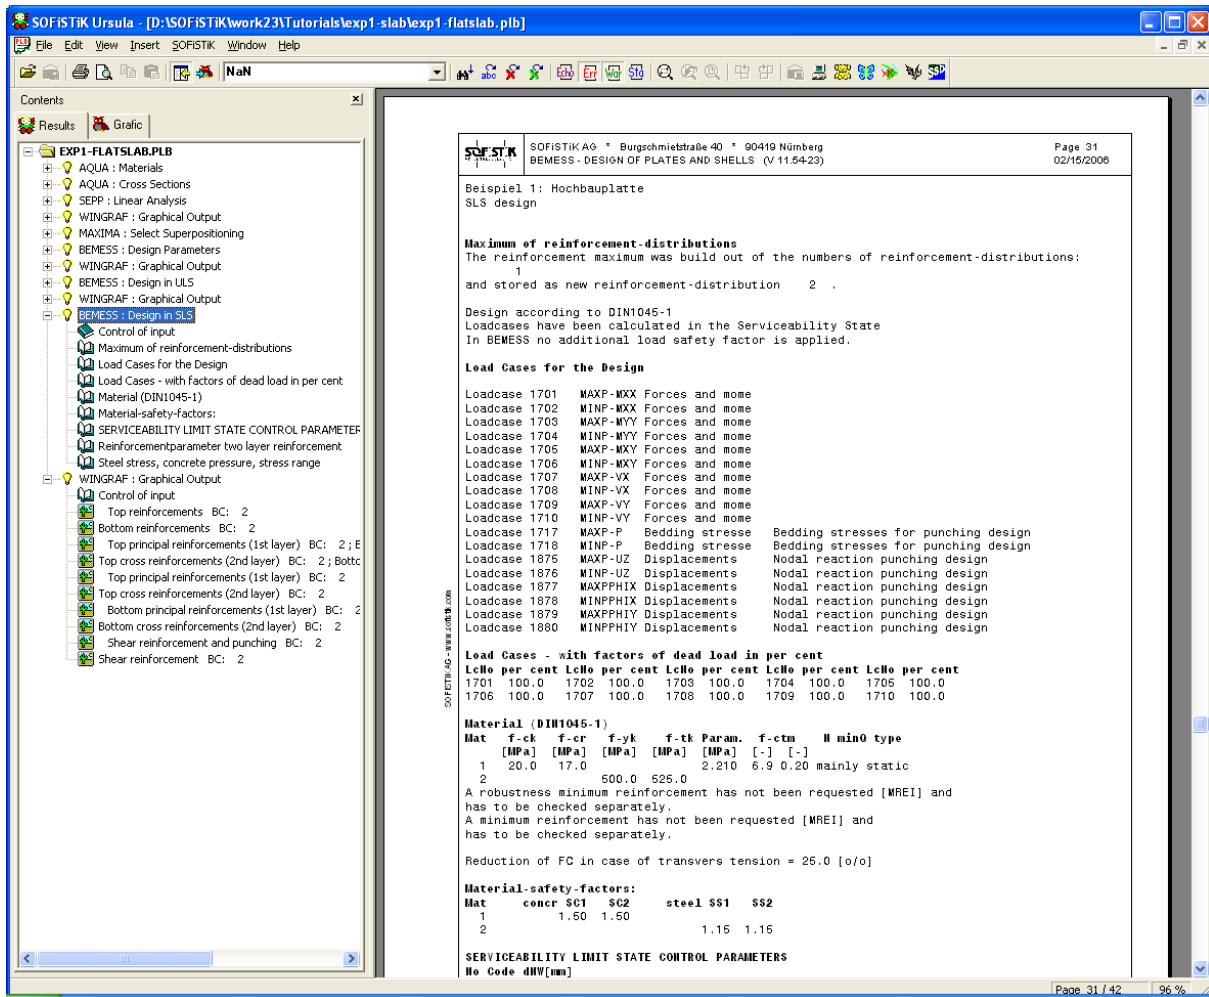 SOFiSTiK Ursula - [D:\SOFiSTiK\work23\Tutorials\exp1-slab\exp1-flatslab.plb]
File Edit View Insert SOFiSTiK Window Help
NaN
Echo Err War Sta
Contents
Results Grafic
EXP1-FLATSLAB.PLB
AQUA : Materials
AQUA : Cross Sections
SEPP : Linear Analysis
WINGRAF : Graphical Output
MAXIMA : Select Superpositioning
BEMESS : Design Parameters
WINGRAF : Graphical Output
BEMESS : Design in ULS
WINGRAF : Graphical Output
BEMESS : Design in SLS
Control of input
Maximum of reinforcement-distributions
Load Cases for the Design
Load Cases - with factors of dead load in per cent
Material (DIN1045-1)
Material-safety-factors:
SERVICEABILITY LIMIT STATE CONTROL PARAMETER
Reinforcementparameter two layer reinforcement
Steel stress, concrete pressure, stress range
WINGRAF : Graphical Output
Control of input
Top reinforcements BC: 2
Bottom reinforcements BC: 2
Top principal reinforcements (1st layer) BC: 2 ; E
Top cross reinforcements (2nd layer) BC: 2 ; Botto
Top principal reinforcements (1st layer) BC: 2
Top cross reinforcements (2nd layer) BC: 2
Bottom principal reinforcements (1st layer) BC: 2
Bottom cross reinforcements (2nd layer) BC: 2
Shear reinforcement and punching BC: 2
Shear reinforcement BC: 2
SOFiSTiK
SOFiSTiK AG * Burgschmietstraße 40 * 90419 Nürnberg Page 31
BEMESS - DESIGN OF PLATES AND SHELLS (V 11.54-23) 02/15/2006
Beispiel 1: Hochbauplatte
SLS design
Maximum of reinforcement-distributions
The reinforcement maximum was build out of the numbers of reinforcement-distributions:
1
and stored as new reinforcement-distribution 2 .
Design according to DIN1045-1
Loadcases have been calculated in the Serviceability State
In BEMESS no additional load safety factor is applied.
Load Cases for the Design
Loadcase 1701 MAXP-MXX Forces and mome
Loadcase 1702 MINP-MXX Forces and mome
Loadcase 1703 MAXP-MYY Forces and mome
Loadcase 1704 MINP-MYY Forces and mome
Loadcase 1705 MAXP-MXY Forces and mome
Loadcase 1706 MINP-MXY Forces and mome
Loadcase 1707 MAXP-VX Forces and mome
Loadcase 1708 MINP-VX Forces and mome
Loadcase 1709 MAXP-VY Forces and mome
Loadcase 1710 MINP-VY Forces and mome
Loadcase 1717 MAXP-P Bedding stresse Bedding stresses for punching design
Loadcase 1718 MINP-P Bedding stresse Bedding stresses for punching design
Loadcase 1875 MAXP-UZ Displacements Nodal reaction punching design
Loadcase 1876 MINP-UZ Displacements Nodal reaction punching design
Loadcase 1877 MAXPPHIX Displacements Nodal reaction punching design
Loadcase 1878 MINPPHIX Displacements Nodal reaction punching design
Loadcase 1879 MAXPPHIY Displacements Nodal reaction punching design
Loadcase 1880 MINPPHIY Displacements Nodal reaction punching design
SOFiSTiK AG - www.sofistik.com
Load Cases - with factors of dead load in per cent
LcNo per cent LcNo per cent LcNo per cent LcNo per cent LcNo per cent
1701 100.0 1702 100.0 1703 100.0 1704 100.0 1705 100.0
1706 100.0 1707 100.0 1708 100.0 1709 100.0 1710 100.0
Material (DIN1045-1)
Mat f-ck f-cr f-yk f-tk Param. f-ctm N minQ type
[MPa] [MPa] [MPa] [MPa] [MPa] [-] [-]
1 20.0 17.0 2.210 6.9 0.20 mainly static
2 500.0 525.0
A robustness minimum reinforcement has not been requested [MREI] and
has to be checked separately.
A minimum reinforcement has not been requested [MREI] and
has to be checked separately.
Reduction of FC in case of transvers tension = 25.0 [o/o]
Material-safety-factors:
Mat concr SC1 SC2 steel SS1 SS2
1 1.50 1.50
2 1.15 1.15
SERVICEABILITY LIMIT STATE CONTROL PARAMETERS
No Code dHW[mm]
Page 31 / 42 96 %